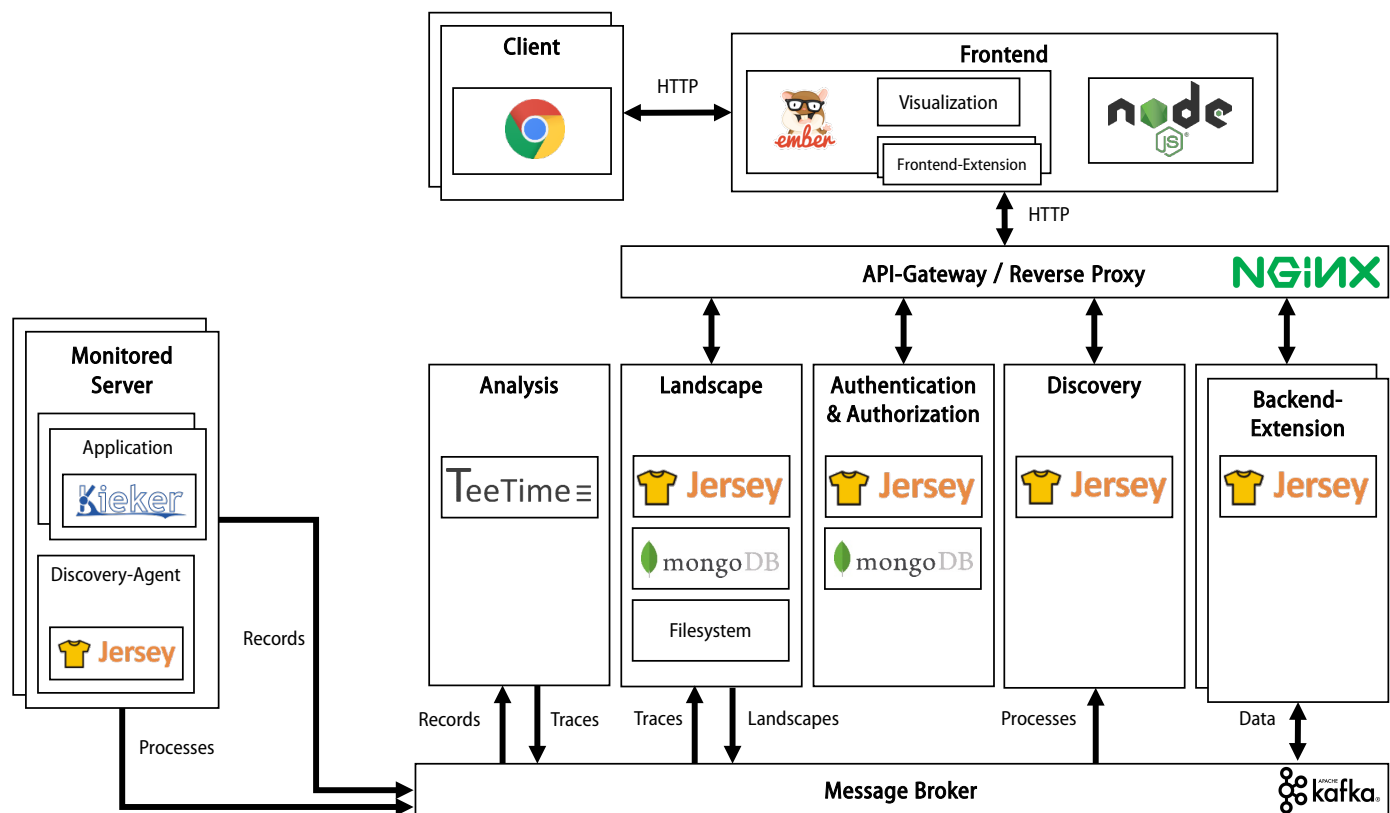 Client
HTTP
Frontend
ember
Visualization
Frontend-Extension
node
JS
HTTP
API-Gateway / Reverse Proxy
NGiNX
Monitored
Server
Application
Kieker
Discovery-Agent
Jersey
Records
Processes
Analysis
TeeTime
Landscape
Jersey
mongoDB
Filesystem
Authentication
& Authorization
Jersey
mongoDB
Discovery
Jersey
Backend-
Extension
Jersey
Records
Traces
Traces
Landscapes
Processes
Data
Message Broker
APACHE
kafka